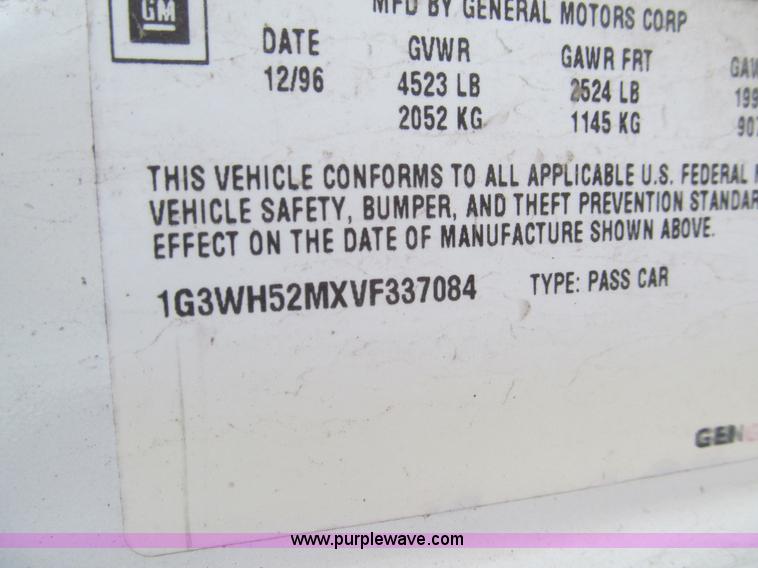 GM
MFD BY GENERAL MOTORS CORP
DATE GVWR GAWR FRT
12/96 4523 LB 2524 LB
2052 KG 1145 KG
THIS VEHICLE CONFORMS TO ALL APPLICABLE U.S. FEDERAL
VEHICLE SAFETY, BUMPER, AND THEFT PREVENTION STANDAR
EFFECT ON THE DATE OF MANUFACTURE SHOWN ABOVE.
1G3WH52MXVF337084 TYPE: PASS CAR
GEN
www.purplewave.com